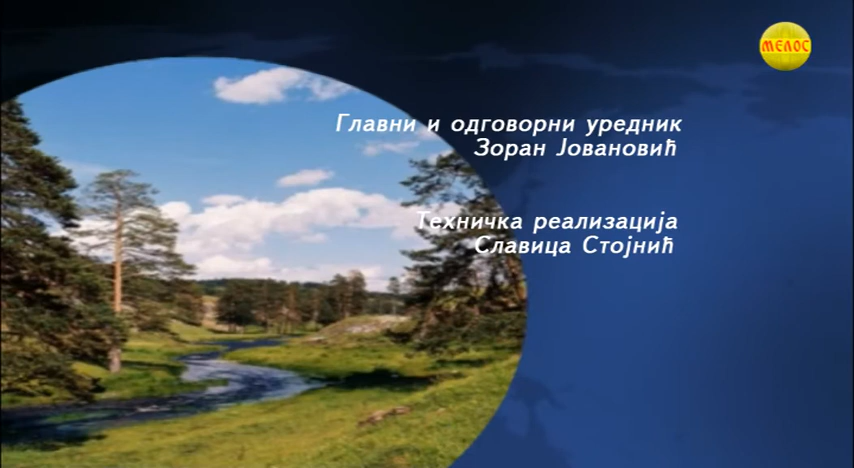 МЕЛОС
Главни и одговорни уредник
Зоран Јовановић
Техничка реализација
Славица Стојнић